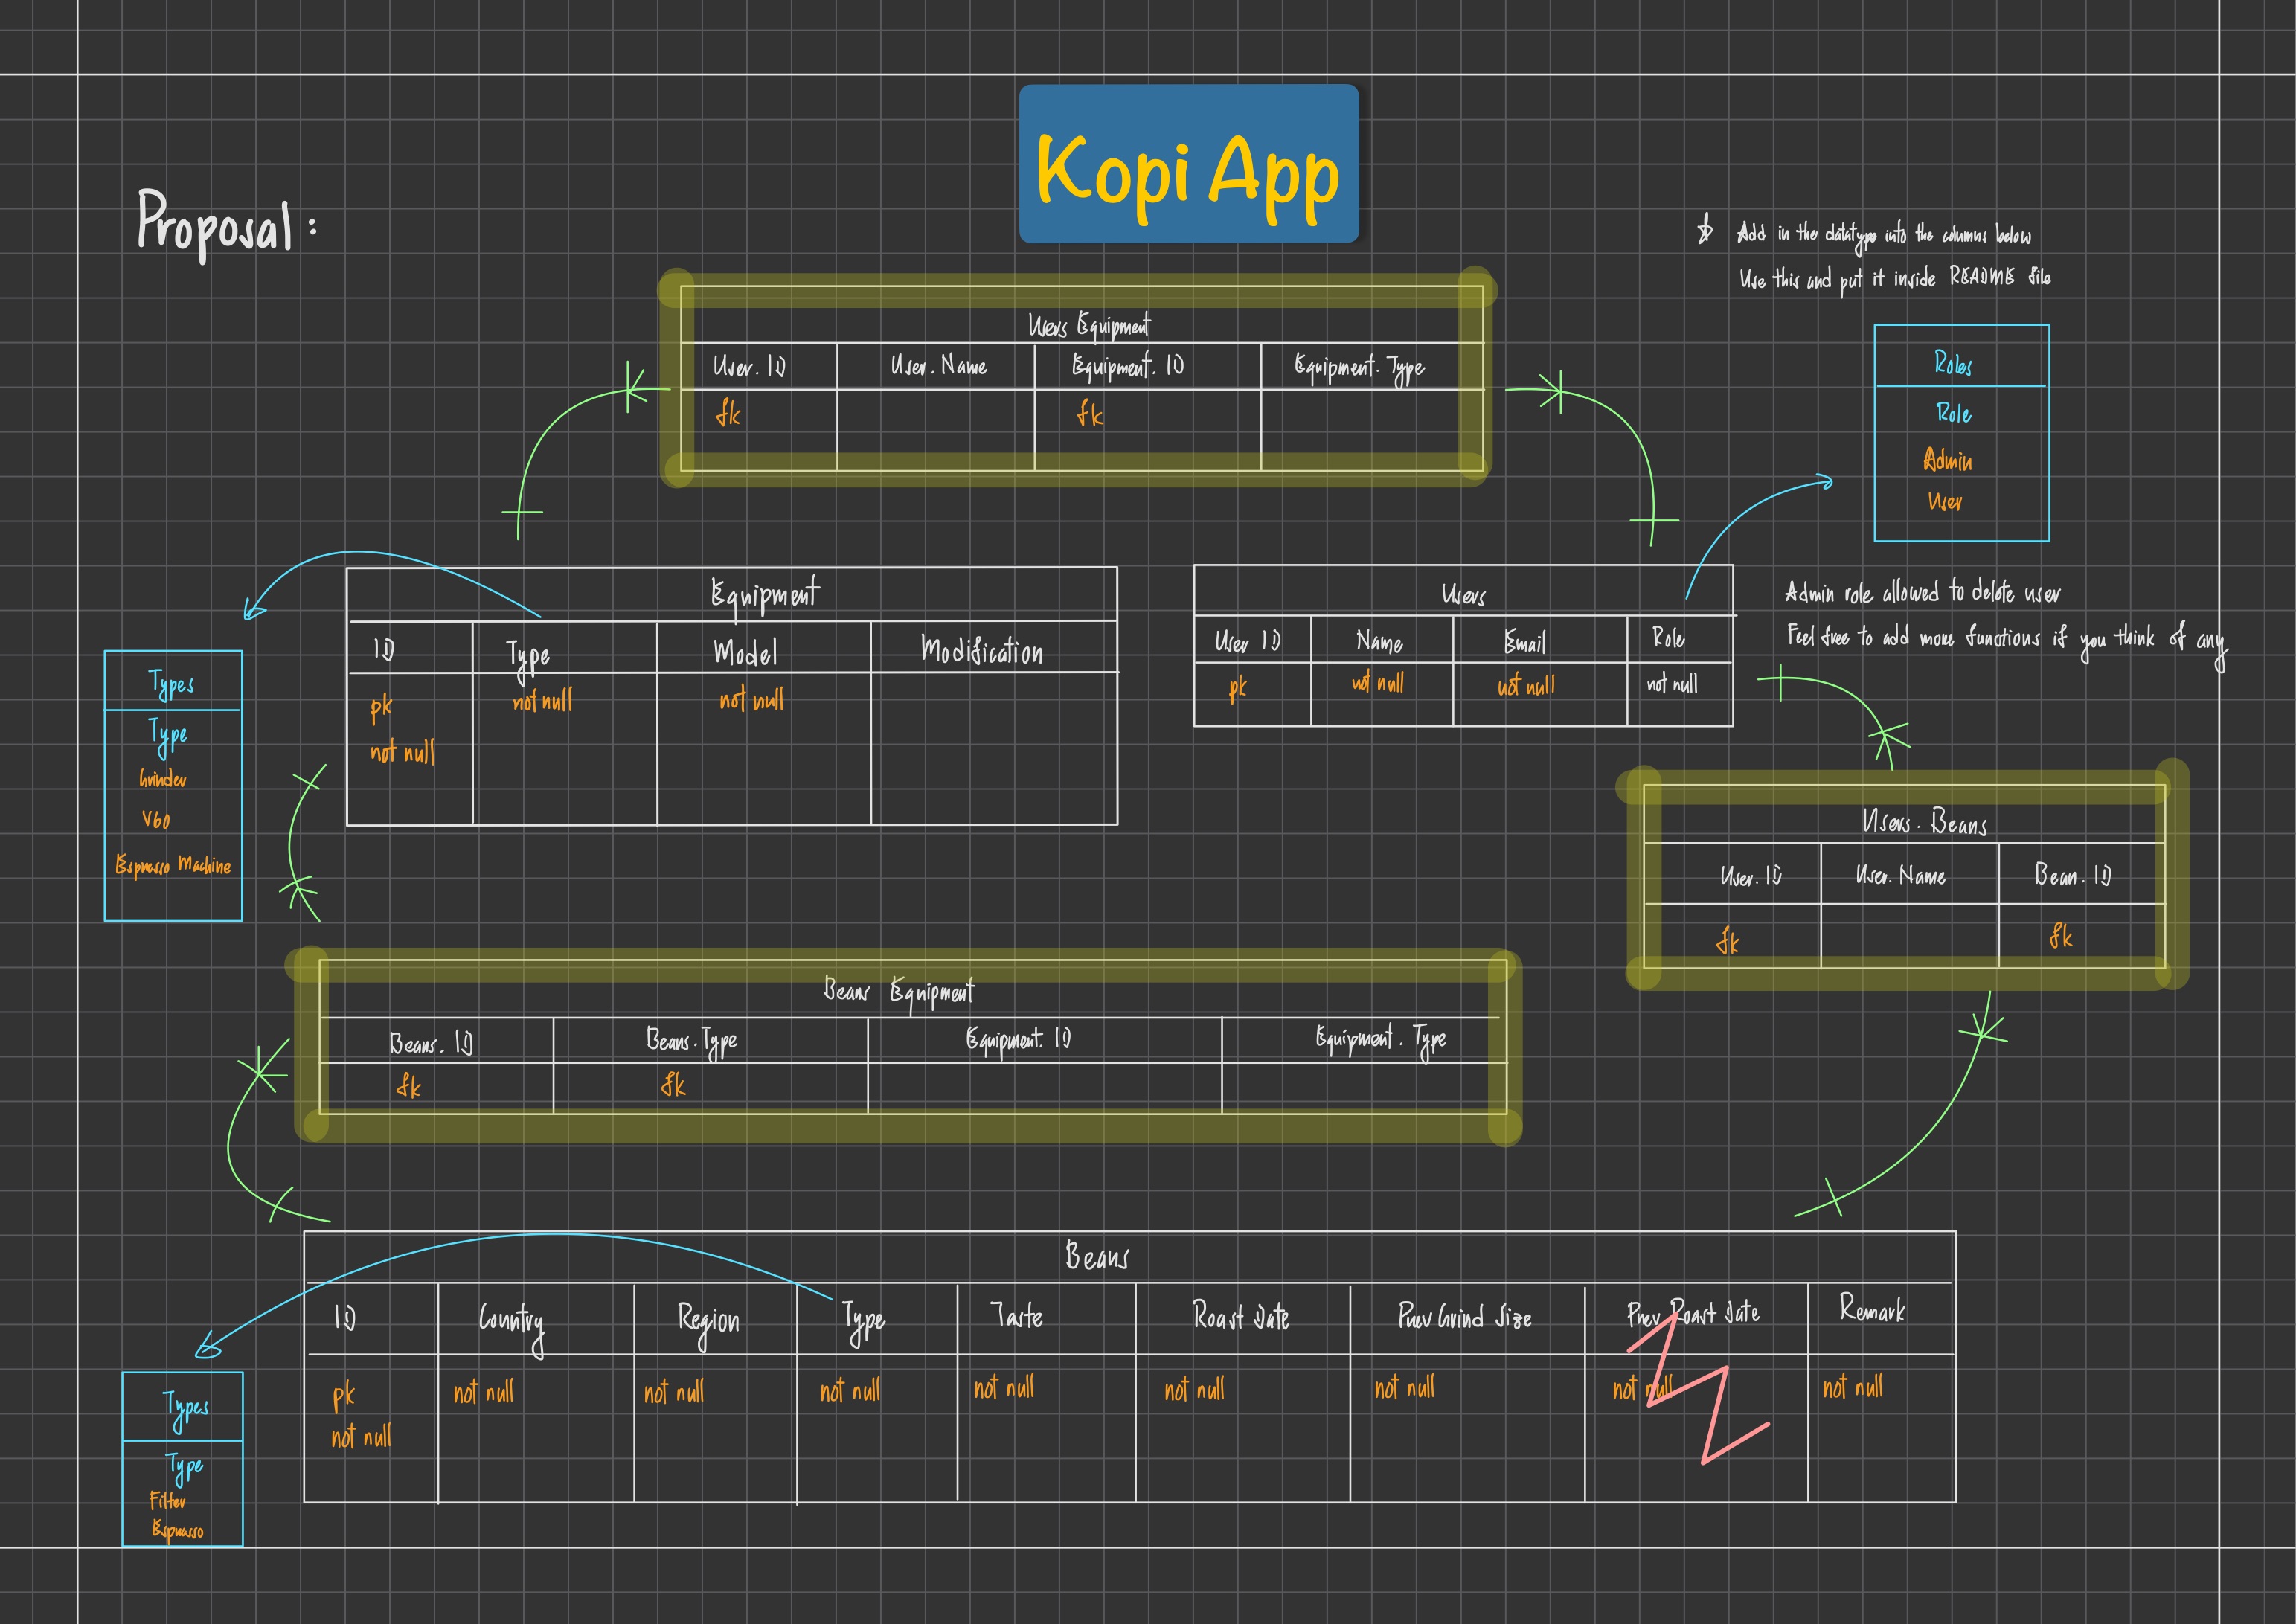 Kopi App
Proposal :
Add in the datatype into the columns below
Use this and put it inside README file
Users Equipment
User. ID User. Name Equipment. ID Equipment. Type
fk fk
Roles
Role
Admin
User
Equipment
ID Type Model Modification
pk not null not null
not null
Users
User ID Name Email Role
pk not null not null not null
Admin role allowed to delete user
Feel free to add more functions if you think of any
Types
Type
Grinder
V60
Espresso Machine
Users. Beans
User. ID User. Name Bean. ID
fk fk
Beans Equipment
Beans. ID Beans. Type Equipment. ID Equipment. Type
fk fk
Beans
ID Country Region Type Taste Roast Date Prev Grind Size Prev Roast Date Remark
pk not null not null not null not null not null not null not null not null
not null
Types
Type
Filter
Espresso